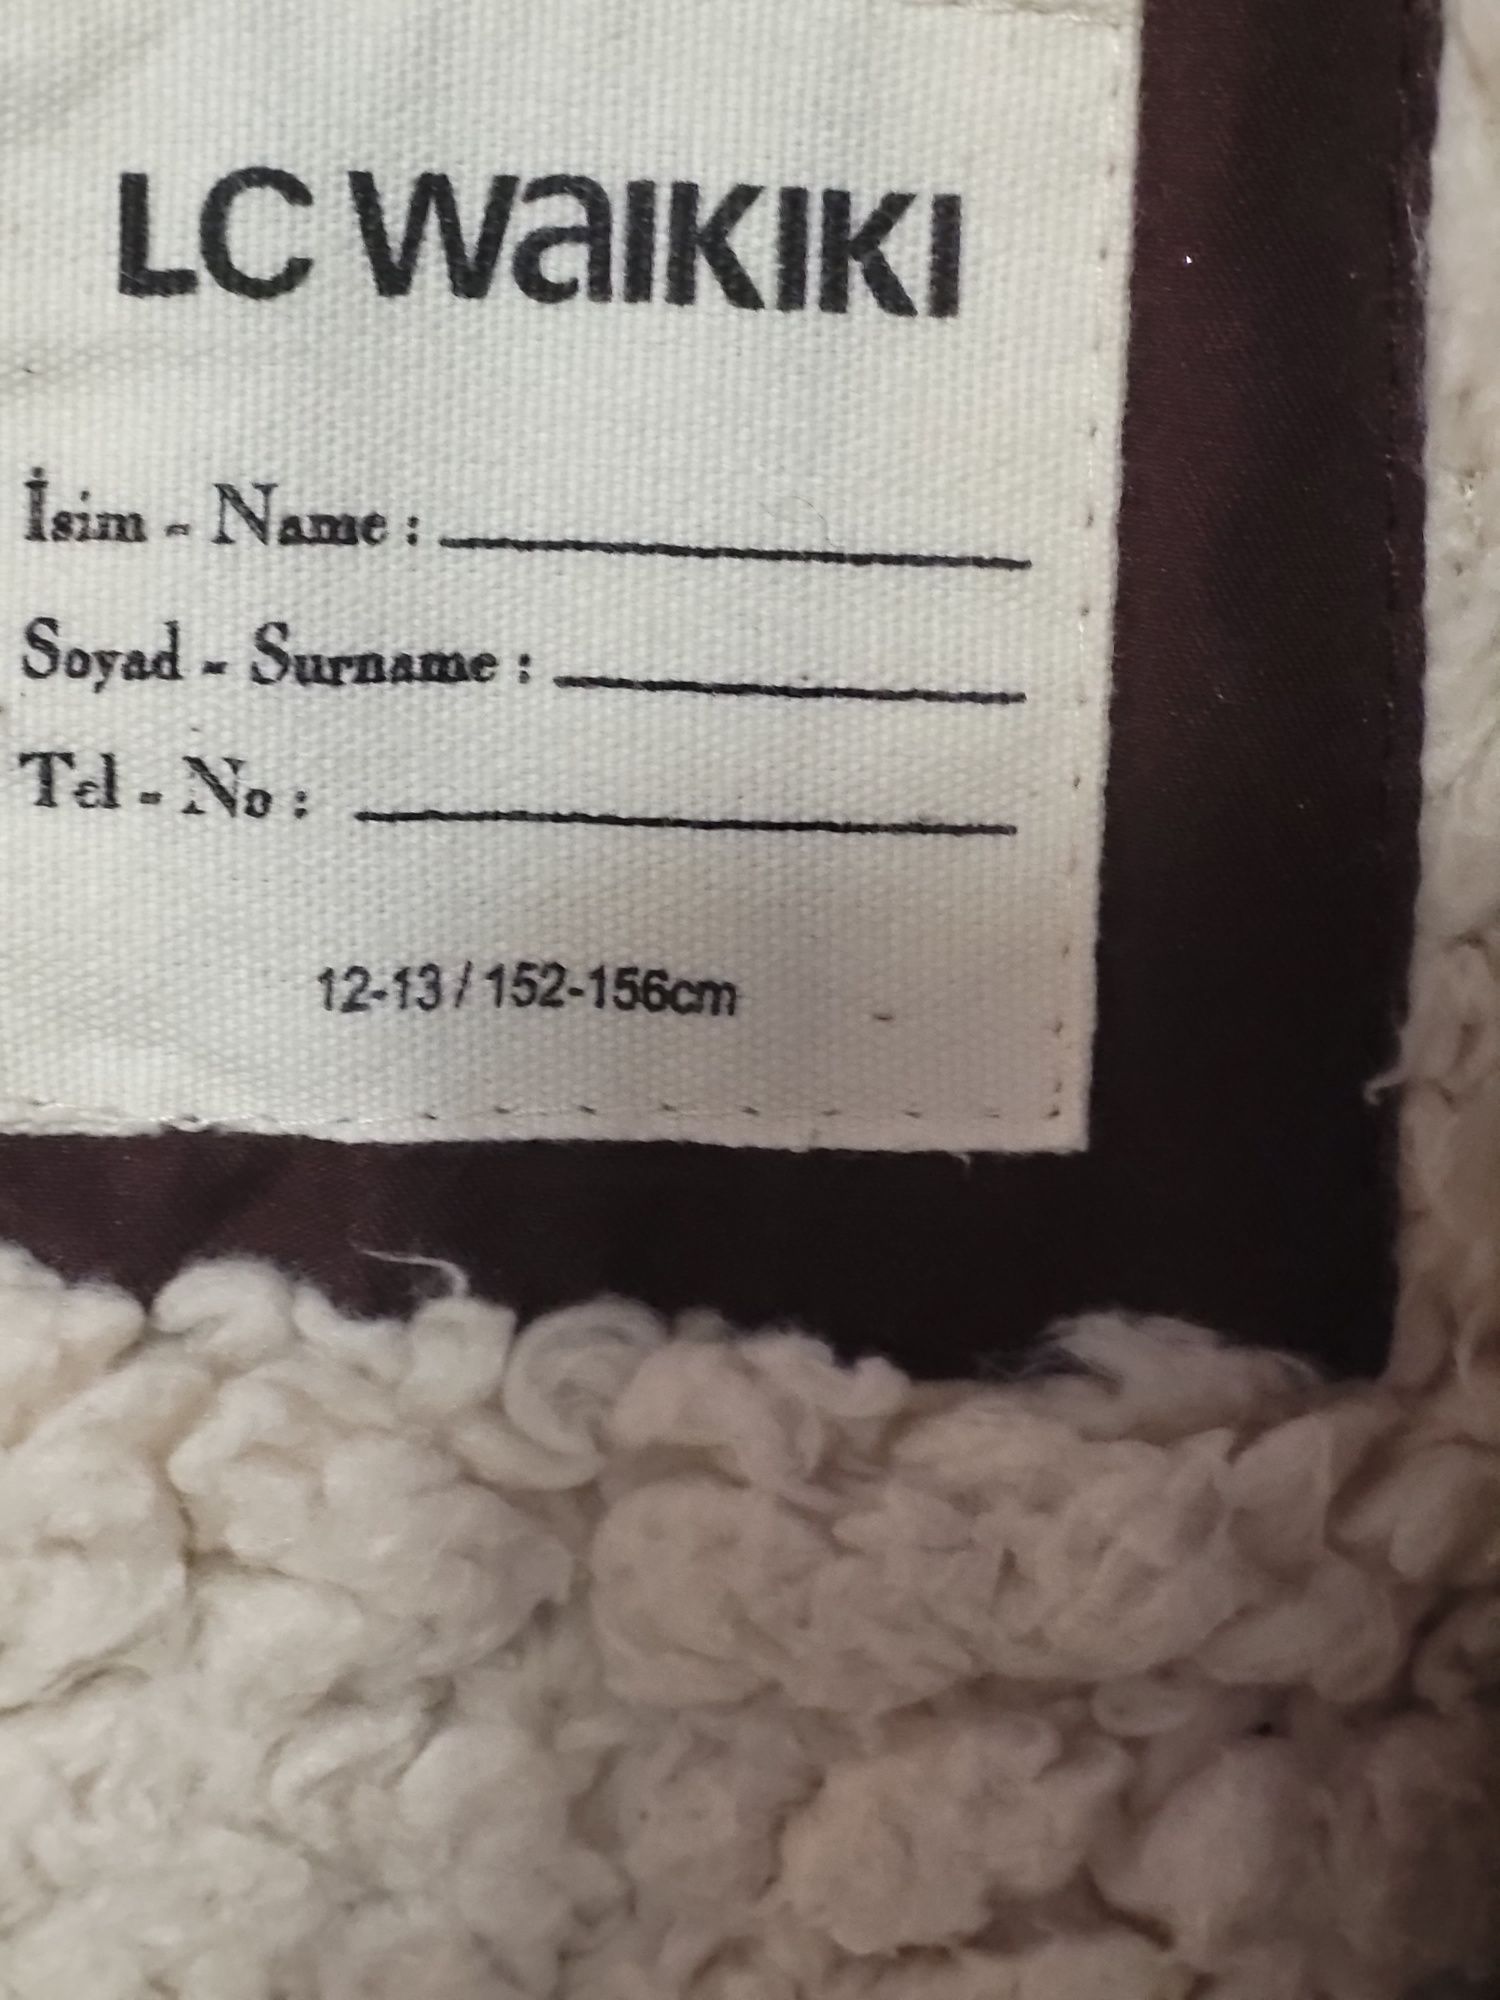 LC WAIKIKI
İsim - Name :
Soyad - Surname :
Tel - No :
12-13 / 152-156cm